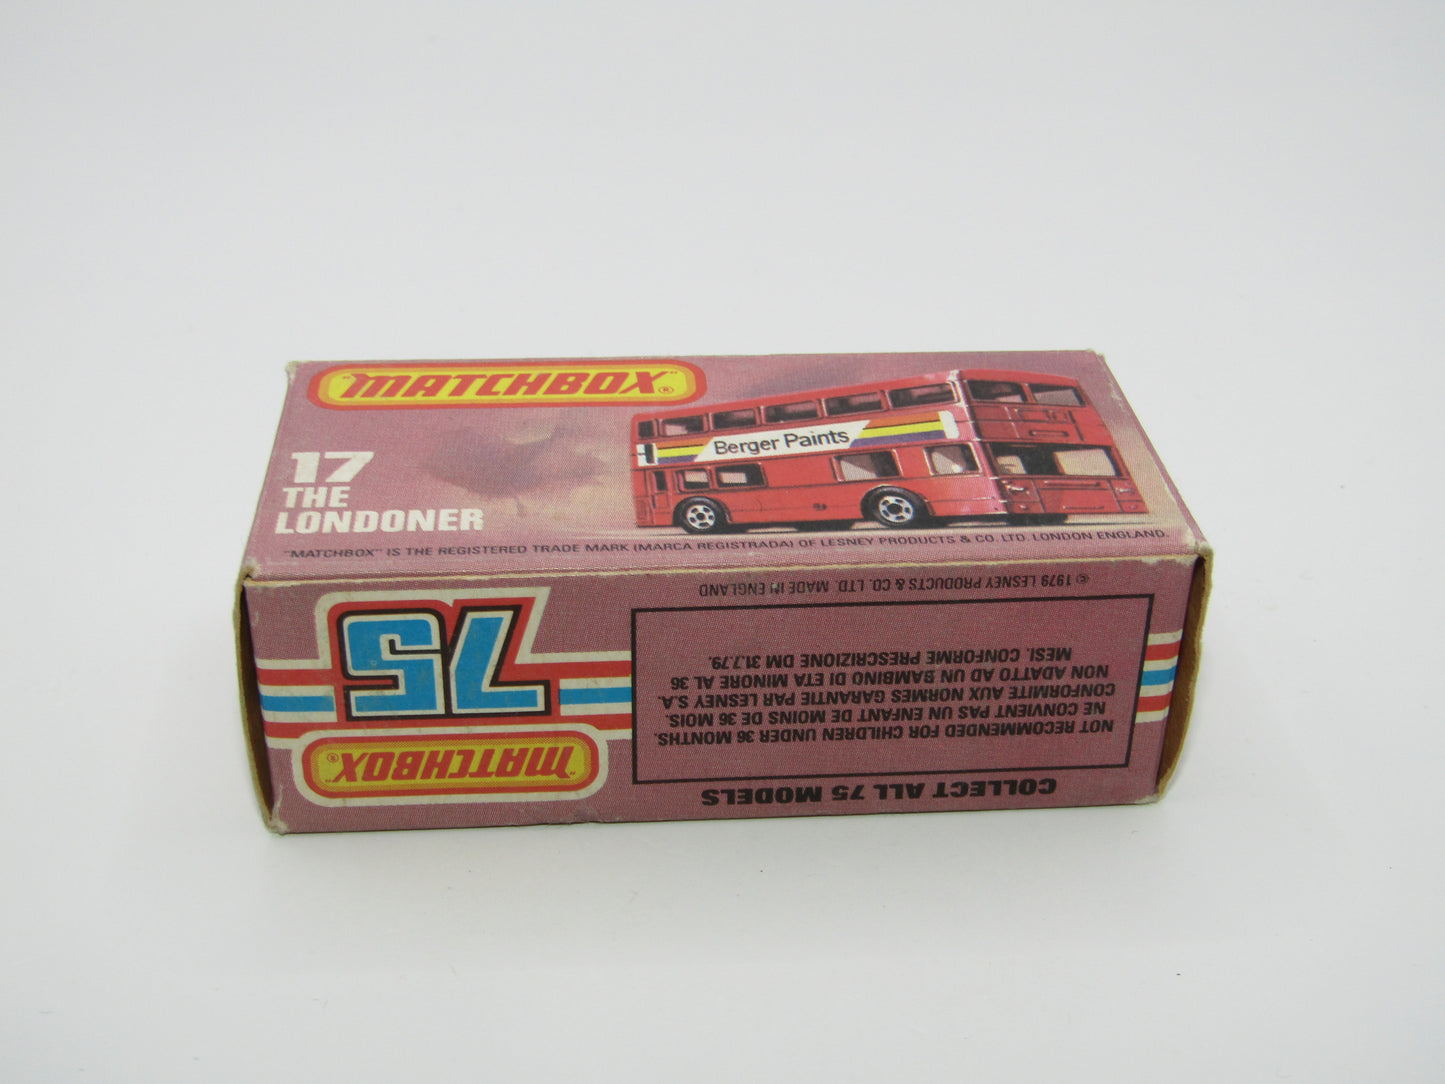 "MATCHBOX"®
17
THE
LONDONER
Berger Paints
"MATCHBOX" IS THE REGISTERED TRADE MARK (MARCA REGISTRADA) OF LESNEY PRODUCTS & CO. LTD. LONDON ENGLAND.
COLLECT ALL 75 MODELS
"MATCHBOX"®
75
NOT RECOMMENDED FOR CHILDREN UNDER 36 MONTHS.
NE CONVIENT PAS UN ENFANT DE MOINS DE 36 MOIS.
CONFORMITE AUX NORMES GARANTIE PAR LESNEY S.A.
NON ADATTO AD UN BAMBINO DI ETA MINORE AL 36
MESI. CONFORME PRESCRIZIONE DM 31.7.79.
© 1979 LESNEY PRODUCTS & CO. LTD. MADE IN ENGLAND